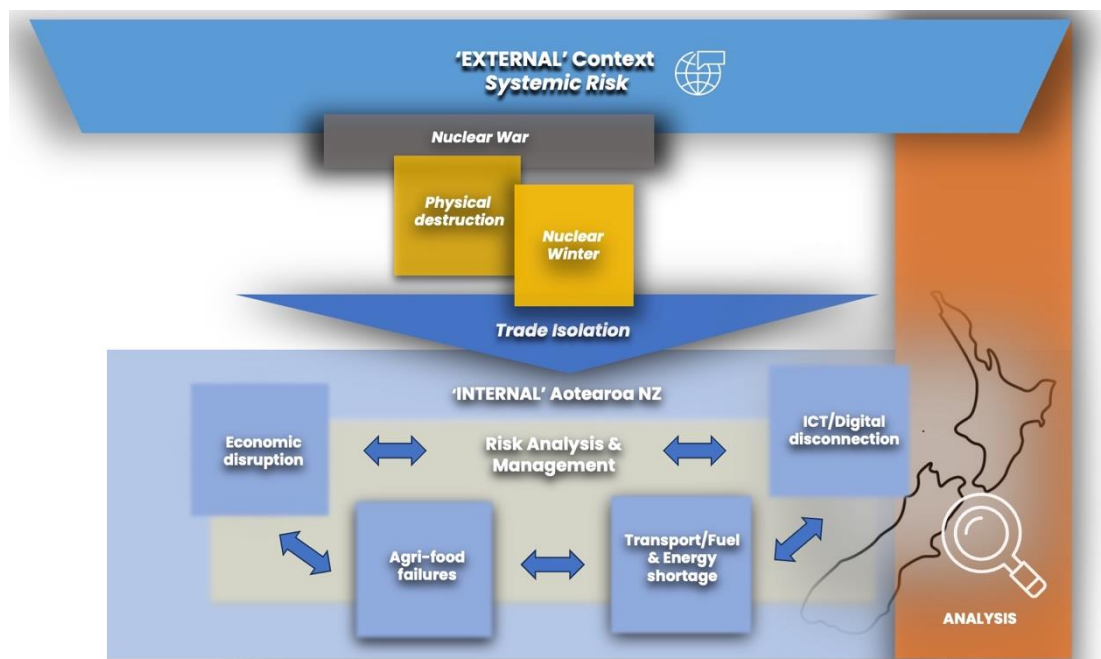 ‘EXTERNAL’ Context
Systemic Risk
Nuclear War
Physical
destruction
Nuclear
Winter
Trade Isolation
‘INTERNAL’ Aotearoa NZ
Economic
disruption
Risk Analysis &
Management
ICT/Digital
disconnection
Agri-food
failures
Transport/Fuel
& Energy
shortage
ANALYSIS